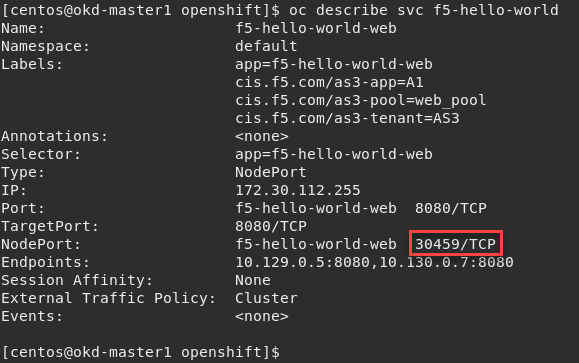 [centos@okd-master1 openshift]$ oc describe svc f5-hello-world
Name: f5-hello-world-web
Namespace: default
Labels: app=f5-hello-world-web
cis.f5.com/as3-app=A1
cis.f5.com/as3-pool=web_pool
cis.f5.com/as3-tenant=AS3
Annotations: <none>
Selector: app=f5-hello-world-web
Type: NodePort
IP: 172.30.112.255
Port: f5-hello-world-web 8080/TCP
TargetPort: 8080/TCP
NodePort: f5-hello-world-web 30459/TCP
Endpoints: 10.129.0.5:8080,10.130.0.7:8080
Session Affinity: None
External Traffic Policy: Cluster
Events: <none>
[centos@okd-master1 openshift]$